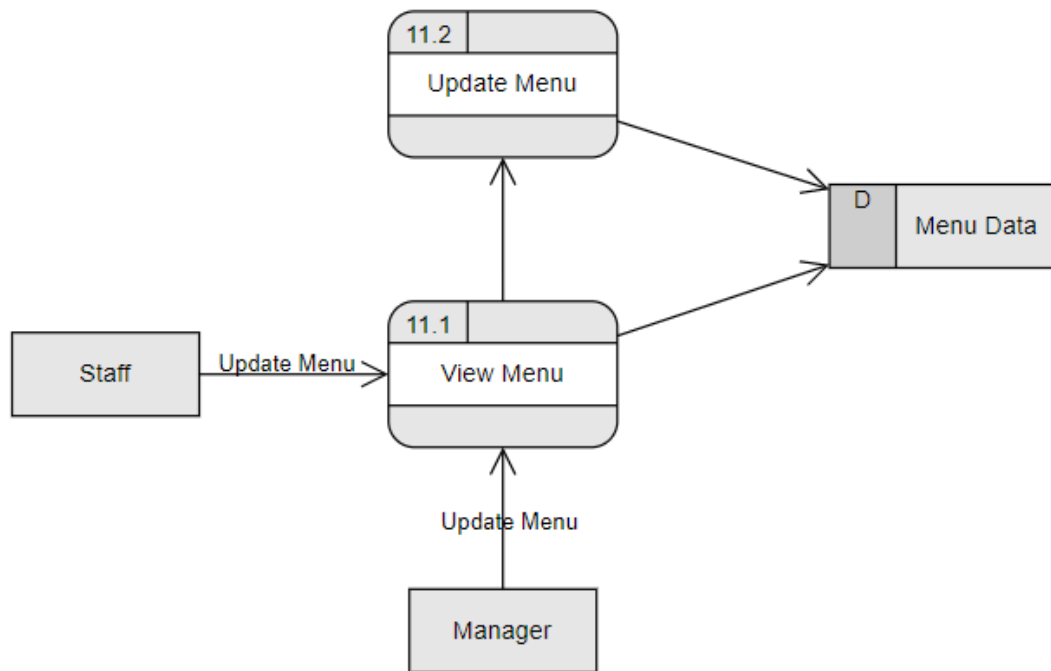 11.2
Update Menu
D
Menu Data
11.1
Staff
Update Menu
View Menu
Update Menu
Manager